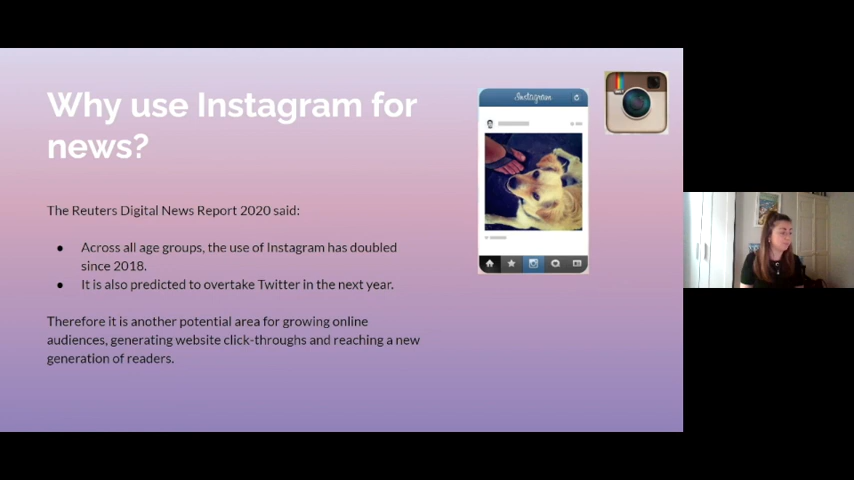 Why use Instagram for
news?
Instagram
The Reuters Digital News Report 2020 said:
● Across all age groups, the use of Instagram has doubled
since 2018.
● It is also predicted to overtake Twitter in the next year.
Therefore it is another potential area for growing online
audiences, generating website click-throughs and reaching a new
generation of readers.